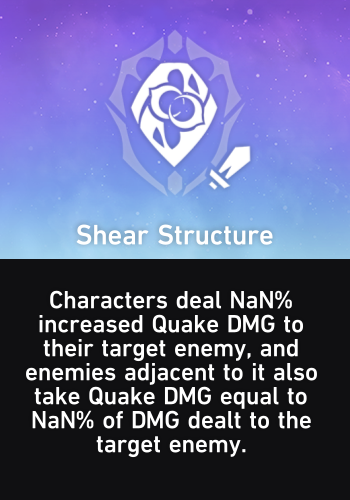 Shear Structure
Characters deal NaN%
increased Quake DMG to
their target enemy, and
enemies adjacent to it also
take Quake DMG equal to
NaN% of DMG dealt to the
target enemy.